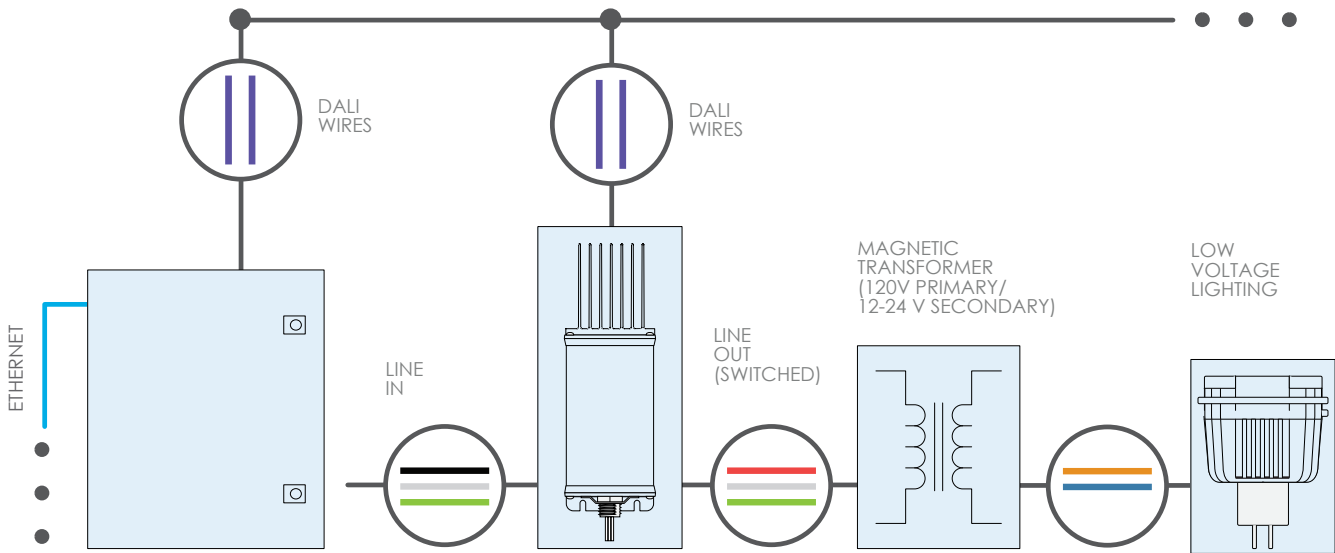 DALI
WIRES
DALI
WIRES
ETHERNET
LINE
IN
LINE
OUT
(SWITCHED)
MAGNETIC
TRANSFORMER
(120V PRIMARY/
12-24 V SECONDARY)
LOW
VOLTAGE
LIGHTING